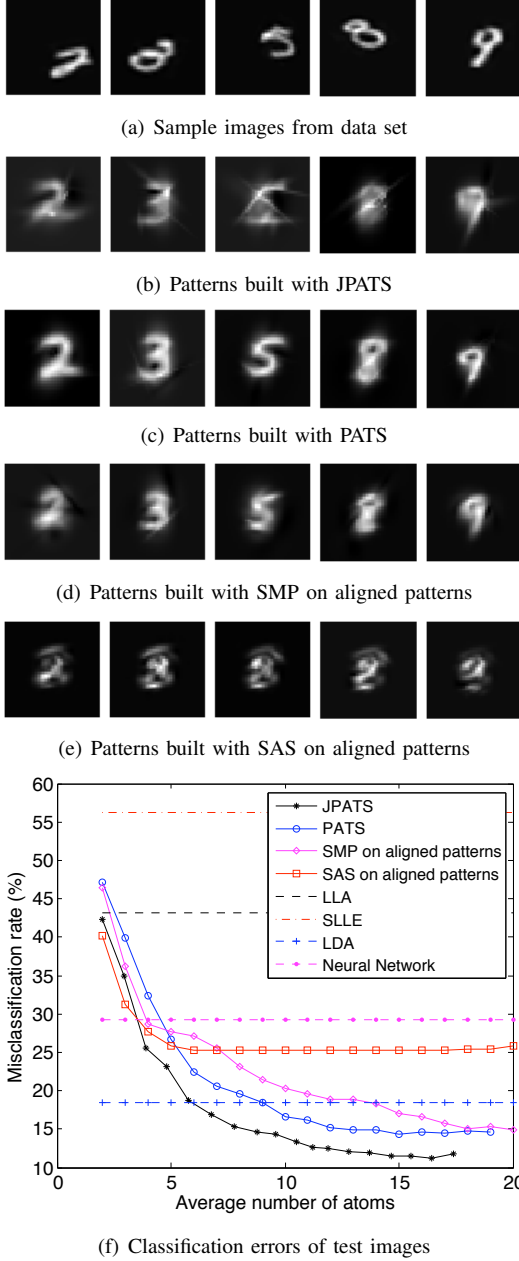 (a) Sample images from data set
(b) Patterns built with JPATS
(c) Patterns built with PATS
(d) Patterns built with SMP on aligned patterns
(e) Patterns built with SAS on aligned patterns
60
55
50
45
40
35
30
25
20
15
10
Misclassification rate (%)
JPATS
PATS
SMP on aligned patterns
SAS on aligned patterns
LLA
SLLE
LDA
Neural Network
0 5 10 15 20
Average number of atoms
(f) Classification errors of test images